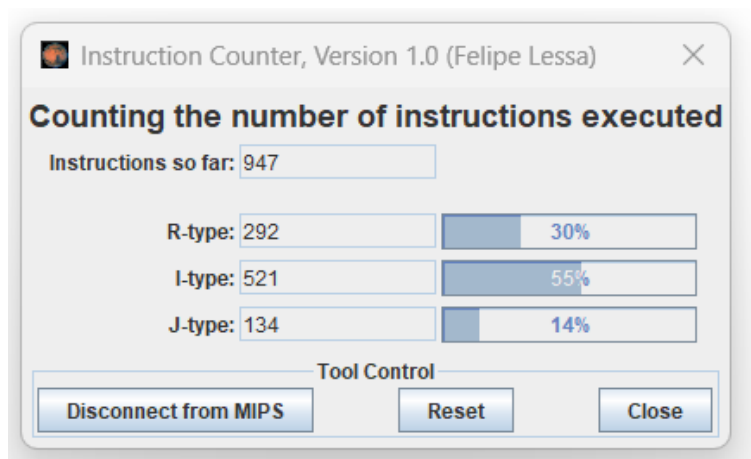 Instruction Counter, Version 1.0 (Felipe Lessa)
Counting the number of instructions executed
Instructions so far: 947
R-type: 292 30%
I-type: 521 55%
J-type: 134 14%
Tool Control
Disconnect from MIPS Reset Close